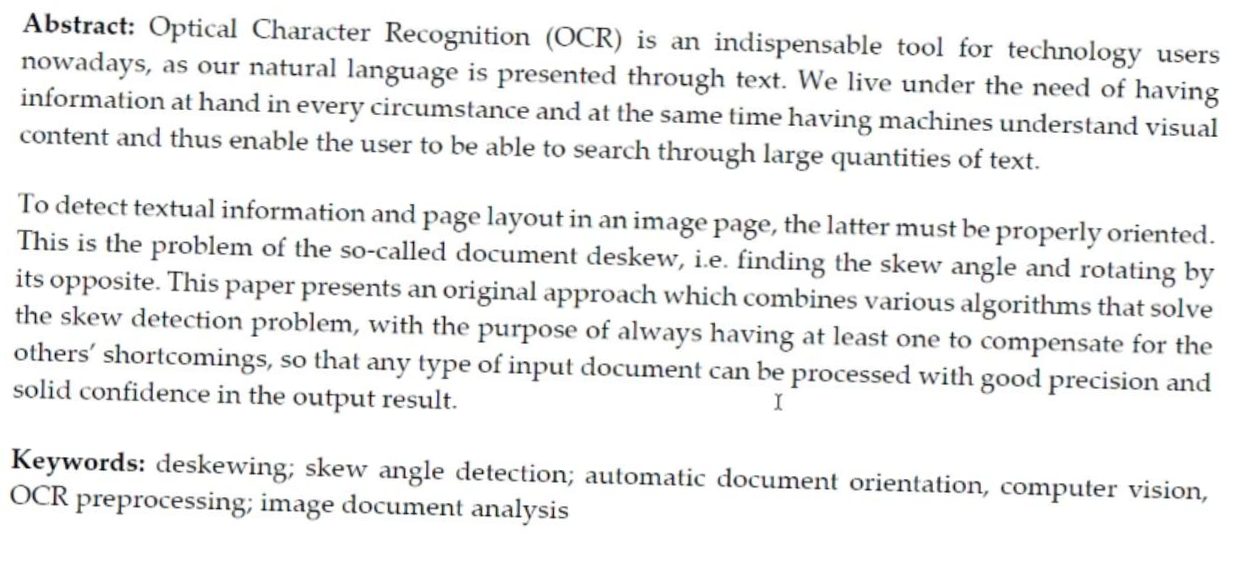 Abstract: Optical Character Recognition (OCR) is an indispensable tool for technology users
nowadays, as our natural language is presented through text. We live under the need of having
information at hand in every circumstance and at the same time having machines understand visual
content and thus enable the user to be able to search through large quantities of text.
To detect textual information and page layout in an image page, the latter must be properly oriented.
This is the problem of the so-called document deskew, i.e. finding the skew angle and rotating by
its opposite. This paper presents an original approach which combines various algorithms that solve
the skew detection problem, with the purpose of always having at least one to compensate for the
others’ shortcomings, so that any type of input document can be processed with good precision and
solid confidence in the output result.
Keywords: deskewing; skew angle detection; automatic document orientation, computer vision,
OCR preprocessing; image document analysis